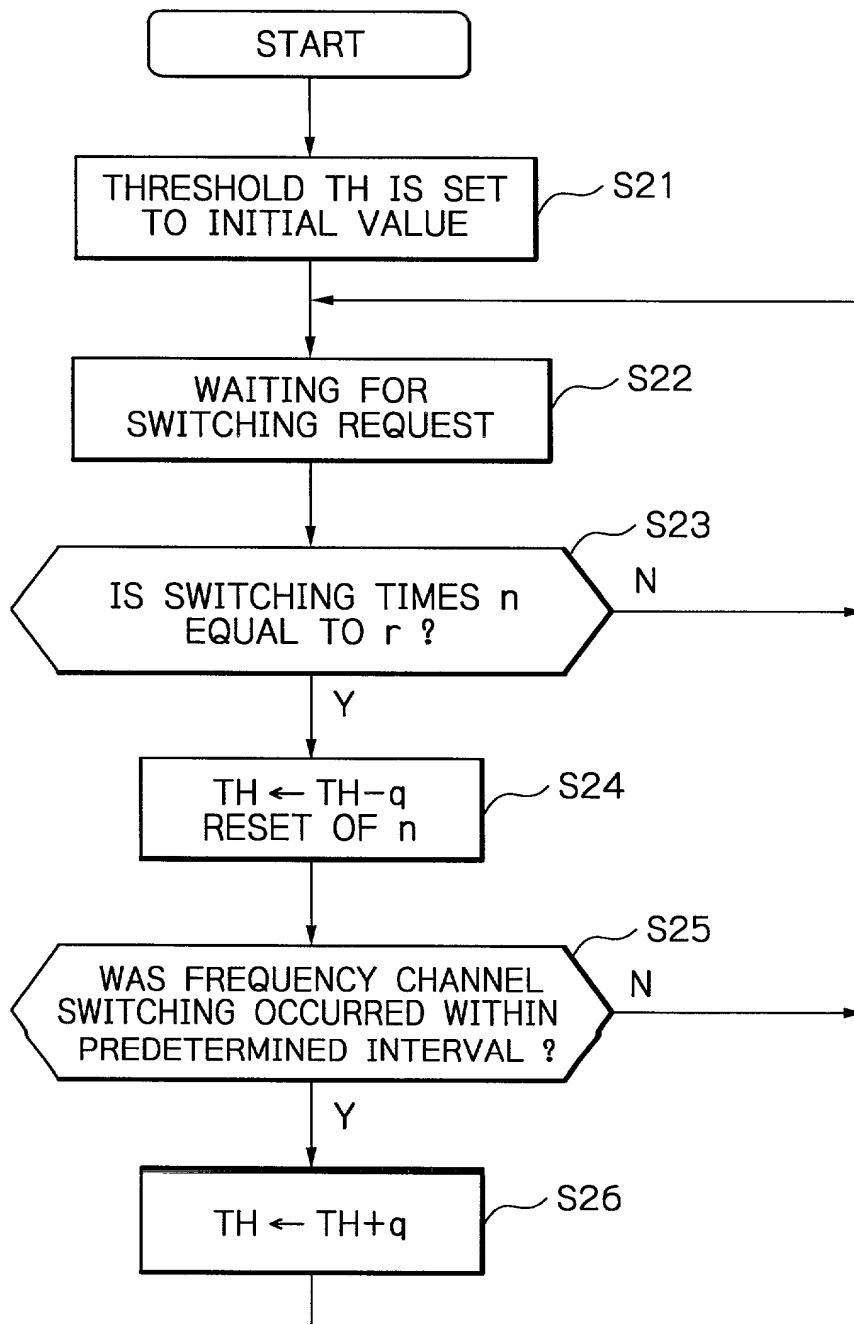 START
THRESHOLD TH IS SET
TO INITIAL VALUE
S21
WAITING FOR
SWITCHING REQUEST
S22
S23
IS SWITCHING TIMES n
EQUAL TO r ?
N
Y
TH ← TH−q
RESET OF n
S24
S25
WAS FREQUENCY CHANNEL
SWITCHING OCCURRED WITHIN
PREDETERMINED INTERVAL ?
N
Y
TH ← TH+q
S26